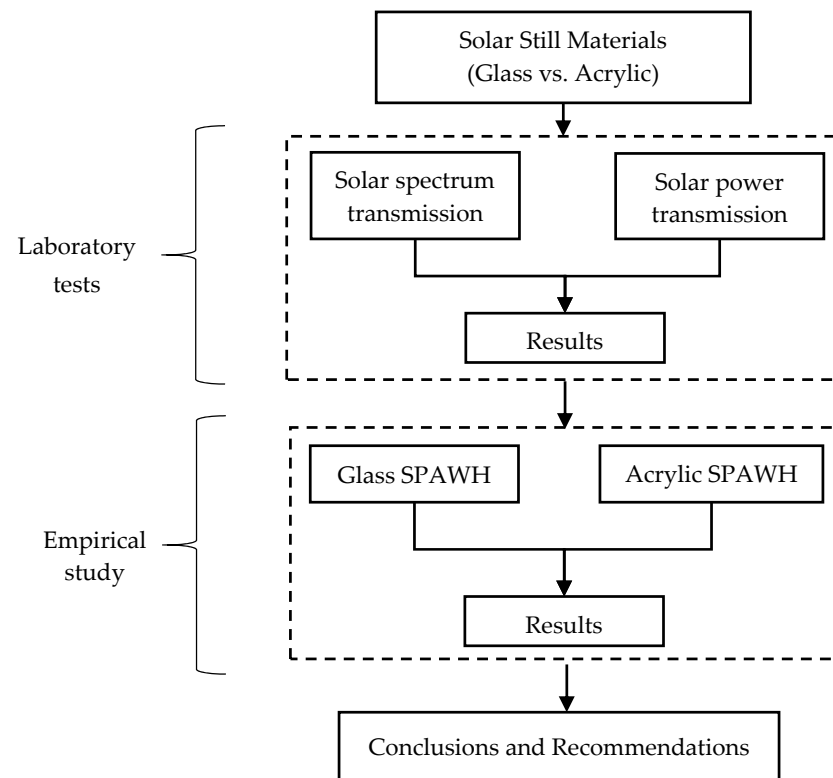 Solar Still Materials
(Glass vs. Acrylic)
Solar spectrum
transmission
Solar power
transmission
Laboratory
tests
Results
Glass SPAWH
Acrylic SPAWH
Empirical
study
Results
Conclusions and Recommendations